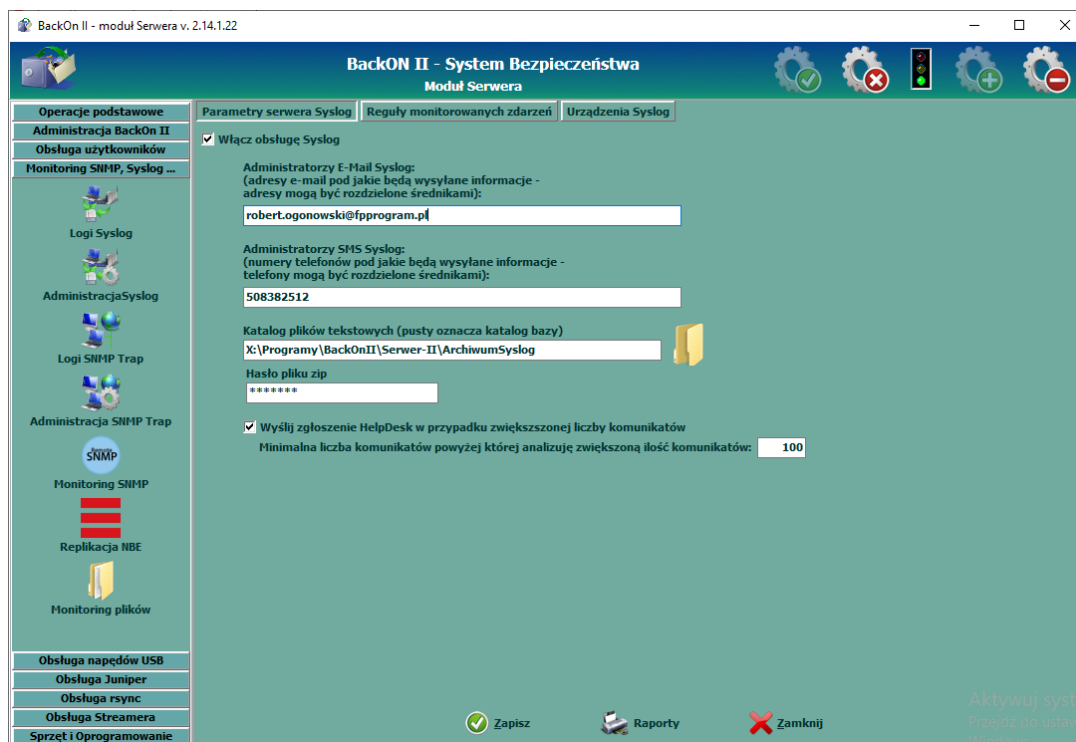 BackOn II - moduł Serwera v. 2.14.1.22
BackON II - System Bezpieczeństwa
Moduł Serwera
Operacje podstawowe
Administracja BackOn II
Obsługa użytkowników
Monitoring SNMP, Syslog ...
Logi Syslog
AdministracjaSyslog
Logi SNMP Trap
Administracja SNMP Trap
SNMP
Monitoring SNMP
Replikacja NBE
Monitoring plików
Obsługa napędów USB
Obsługa Juniper
Obsługa rsync
Obsługa Streamera
Sprzęt i Oprogramowanie
Parametry serwera Syslog
Reguły monitorowanych zdarzeń
Urządzenia Syslog
Włącz obsługę Syslog
Administratorzy E-Mail Syslog:
(adresy e-mail pod jakie będą wysyłane informacje -
adresy mogą być rozdzielone średnikami):
robert.ogonowski@fpprogram.pl
Administratorzy SMS Syslog:
(numery telefonów pod jakie będą wysyłane informacje -
telefony mogą być rozdzielone średnikami):
508382512
Katalog plików tekstowych (pusty oznacza katalog bazy)
X:\Programy\BackOnII\Serwer-II\ArchiwumSyslog
Hasło pliku zip
*******
Wyślij zgłoszenie HelpDesk w przypadku zwiększszonej liczby komunikatów
Minimalna liczba komunikatów powyżej której analizuję zwiększoną ilość komunikatów:
100
Zapisz
Raporty
Zamknij
Aktywuj syst
Przejdź do ustaw